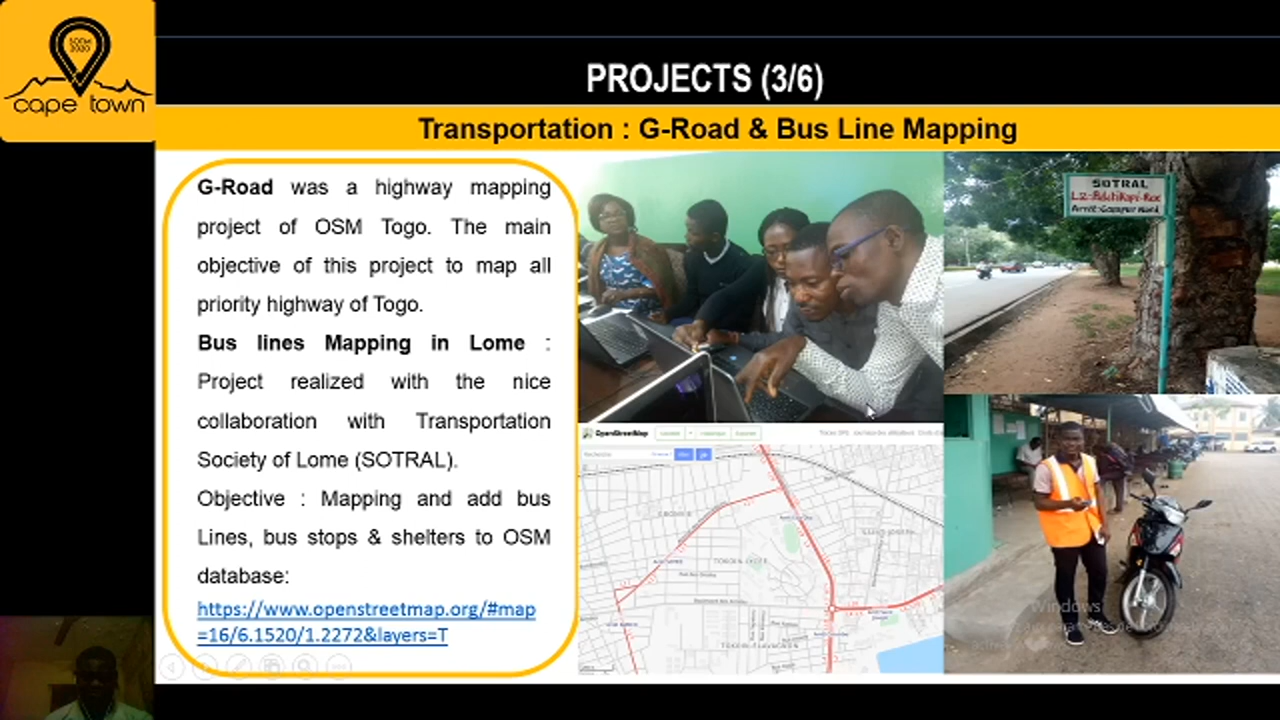 SOTM
2020
cape town
PROJECTS (3/6)
Transportation : G-Road & Bus Line Mapping
G-Road was a highway mapping
project of OSM Togo. The main
objective of this project to map all
priority highway of Togo.
Bus lines Mapping in Lome :
Project realized with the nice
collaboration with Transportation
Society of Lome (SOTRAL).
Objective : Mapping and add bus
Lines, bus stops & shelters to OSM
database:
https://www.openstreetmap.org/#map
=16/6.1520/1.2272&layers=T
SOTRAL
OpenStreetMap
Windows